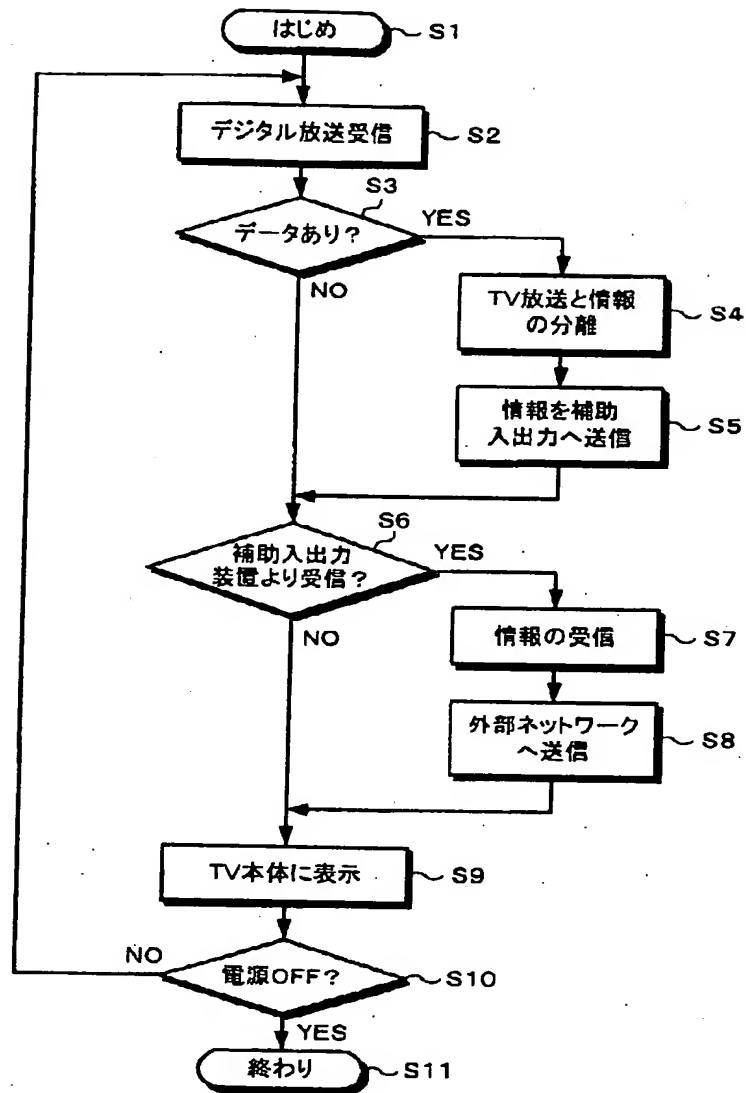 はじめ
S1
デジタル放送受信
S2
S3
データあり?
YES
NO
TV放送と情報
の分離
S4
情報を補助
入出力へ送信
S5
S6
補助入出力
装置より受信?
YES
NO
情報の受信
S7
外部ネットワーク
へ送信
S8
TV本体に表示
S9
NO
電源OFF?
S10
YES
終わり
S11